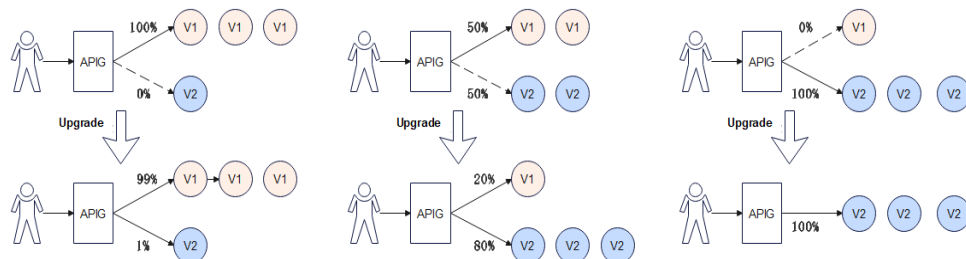 100%
V1 V1 V1
APIG
0%
V2
Upgrade
99%
V1 V1 V1
APIG
1%
V2
50%
V1 V1
APIG
50%
V2 V2
Upgrade
20%
V1
APIG
80%
V2 V2 V2
0%
V1
APIG
100%
V2 V2 V2
Upgrade
APIG
100%
V2 V2 V2